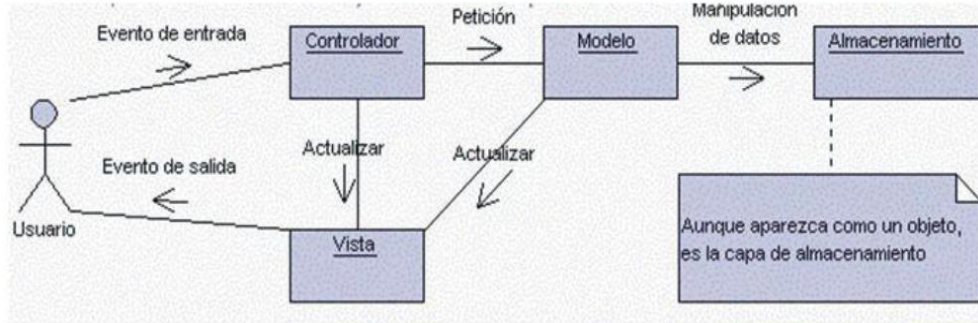 Evento de entrada
Controlador
Petición
Modelo
Manipulación
de datos
Almacenamiento
Actualizar
Actualizar
Evento de salida
Usuario
Vista
Aunque aparezca como un objeto,
es la capa de almacenamiento